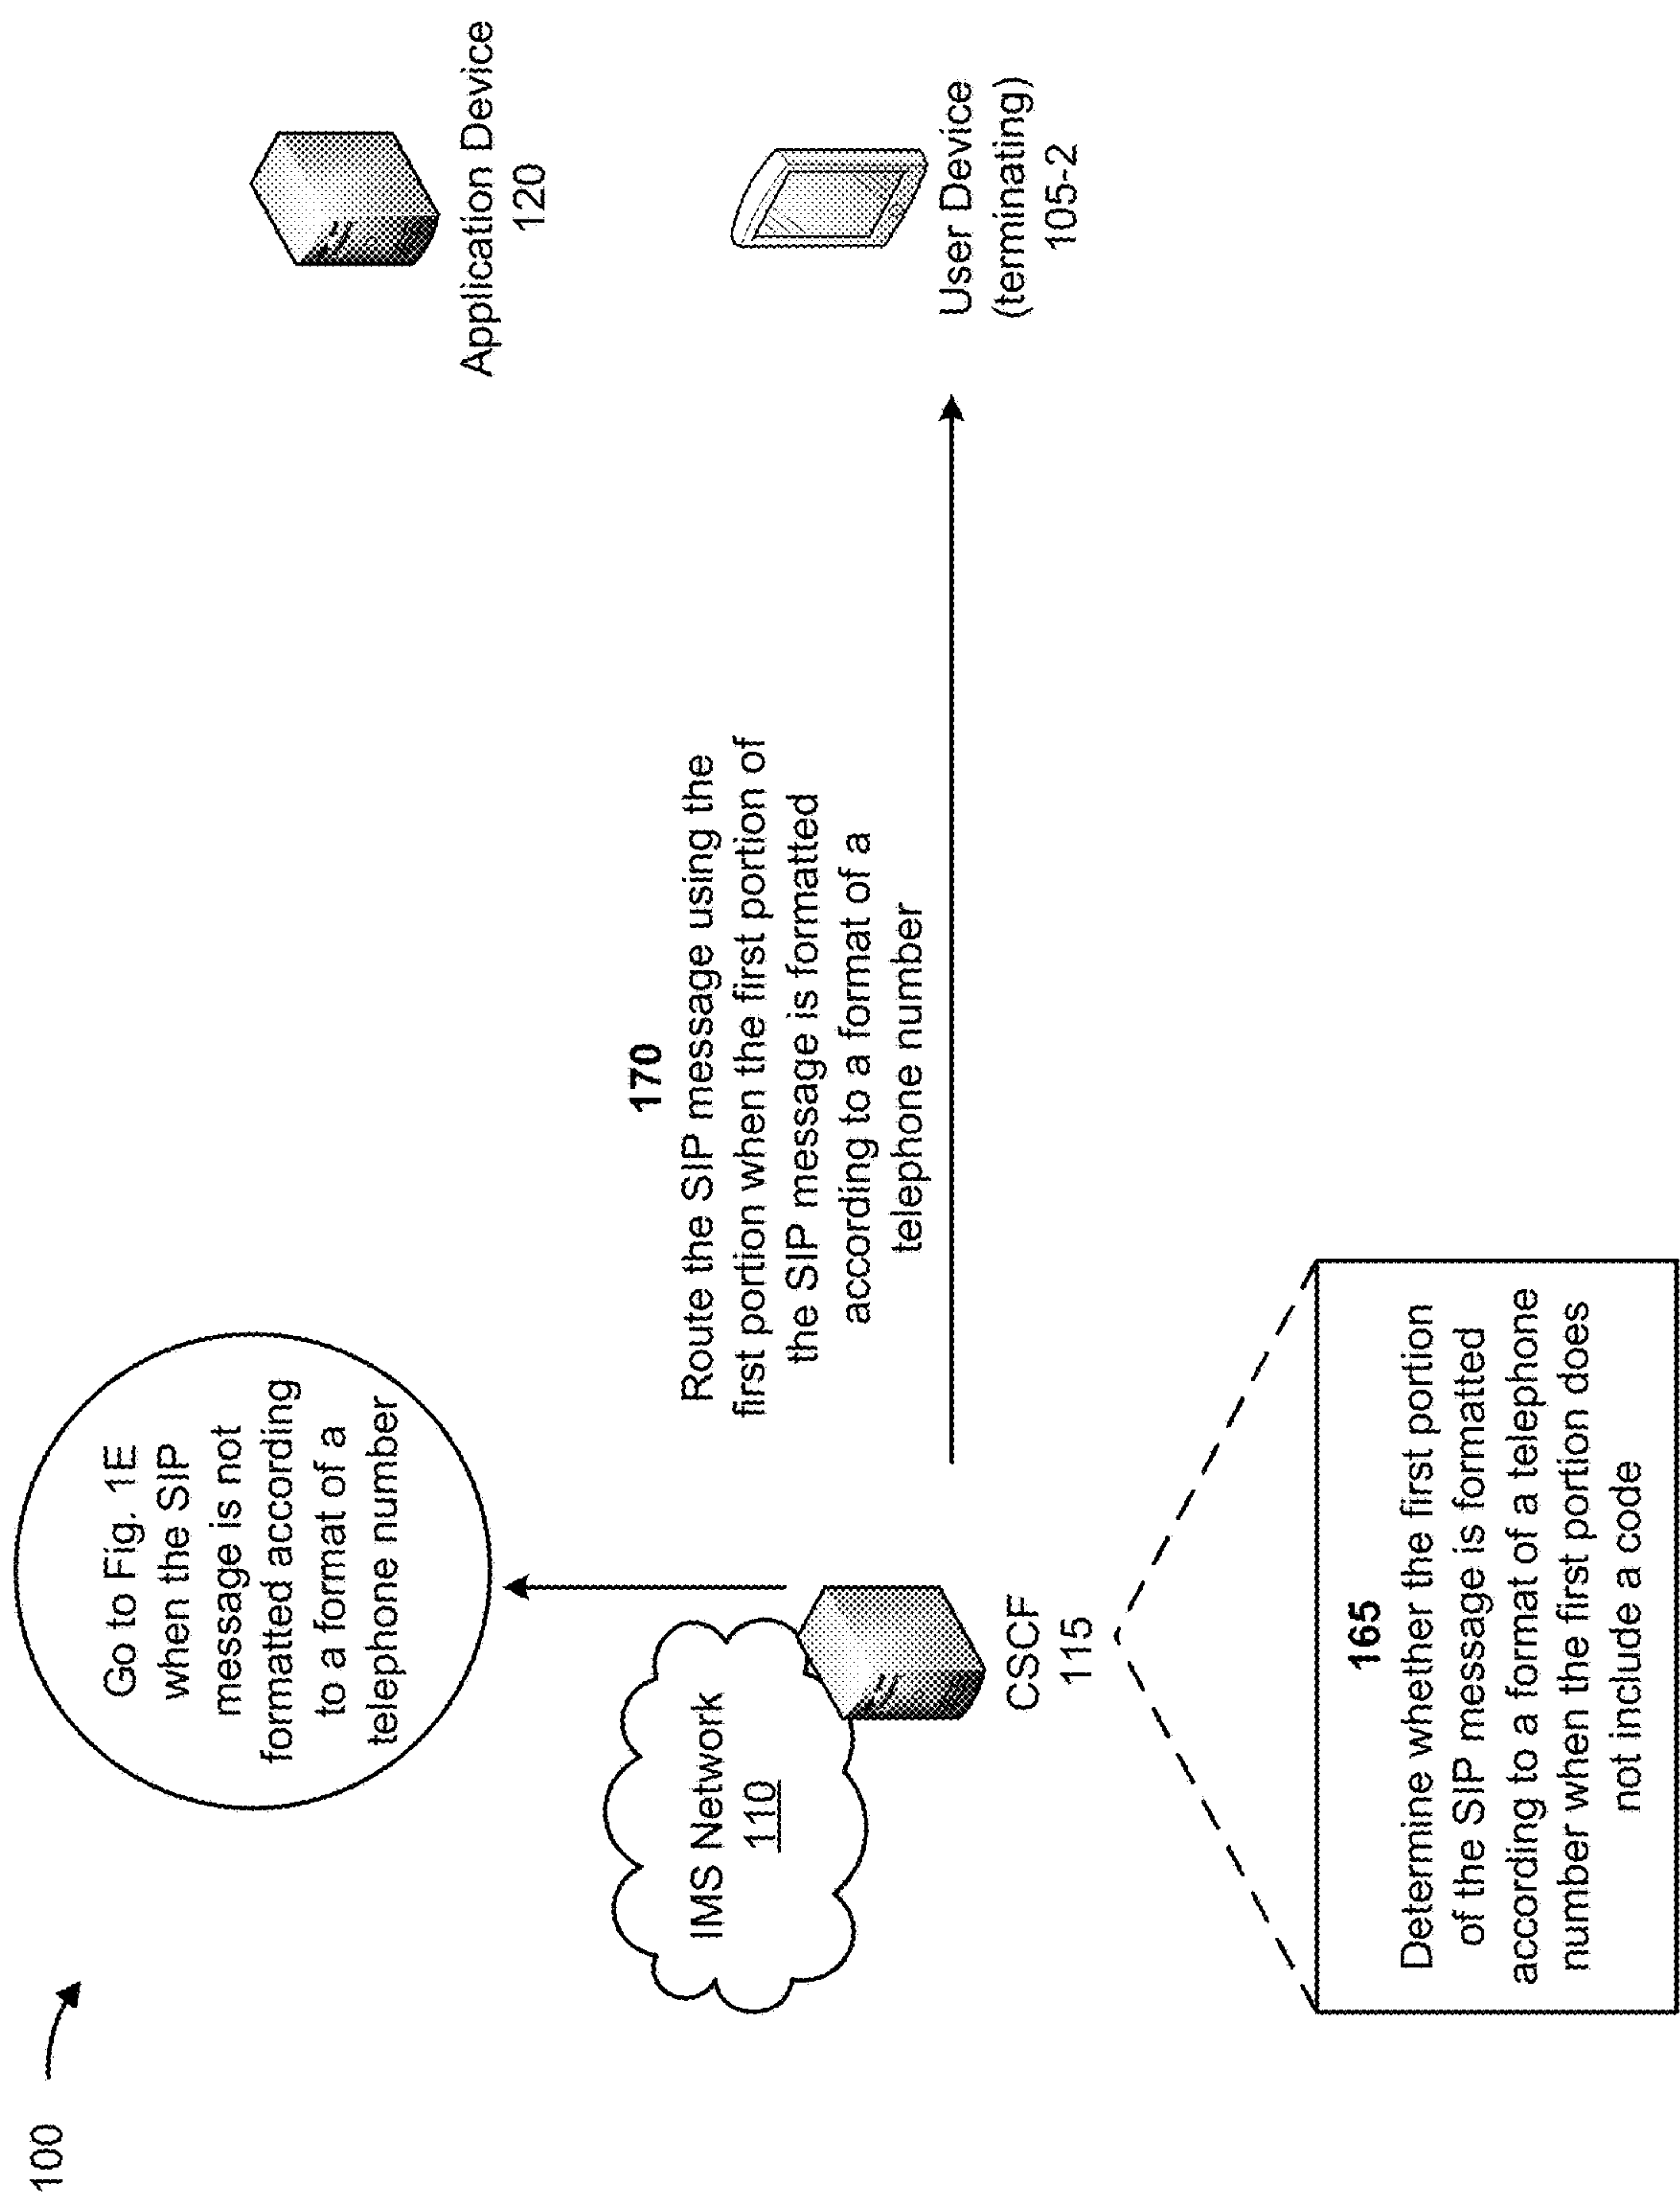 100
Go to Fig. 1E
when the SIP
message is not
formatted according
to a format of a
telephone number
Application Device
120
IMS Network
110
CSCF
115
170
Route the SIP message using the
first portion when the first portion of
the SIP message is formatted
according to a format of a
telephone number
User Device
(terminating)
105-2
165
Determine whether the first portion
of the SIP message is formatted
according to a format of a telephone
number when the first portion does
not include a code